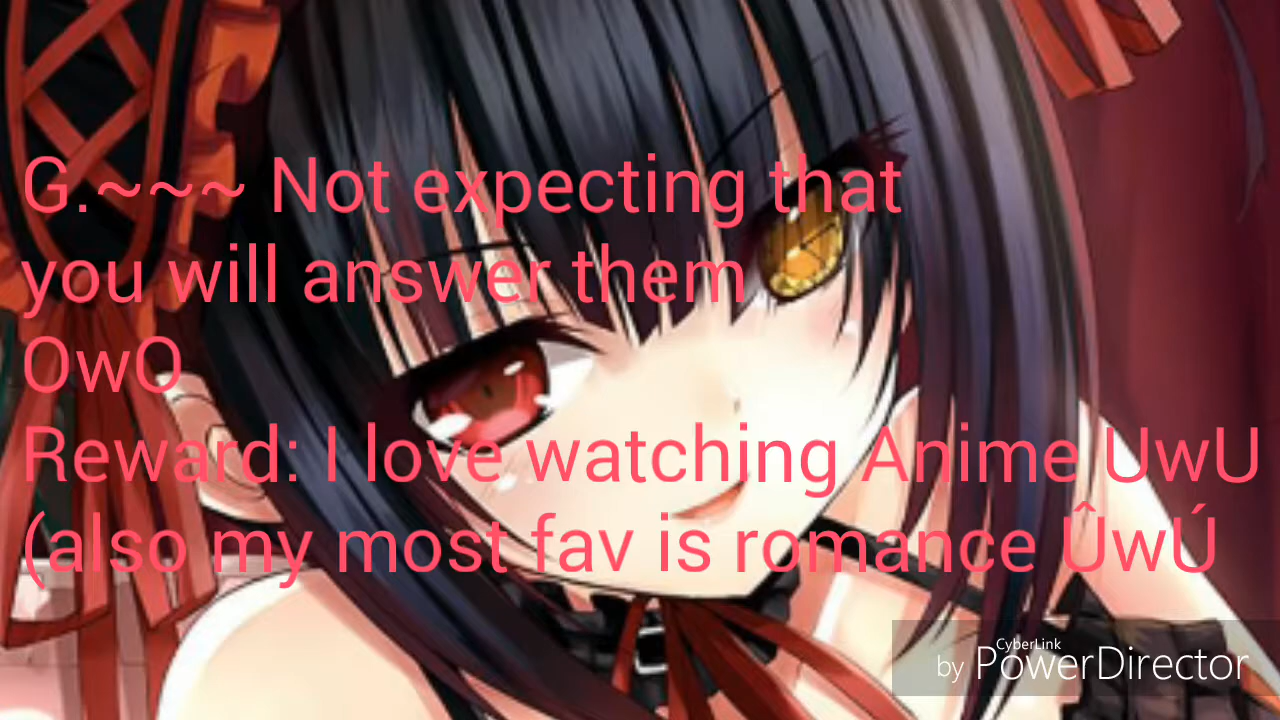 G.~~~ Not expecting that
you will answer them
OwO
Reward: I love watching Anime UwU
(also my most fav is romance ÛwÚ
CyberLink
by PowerDirector